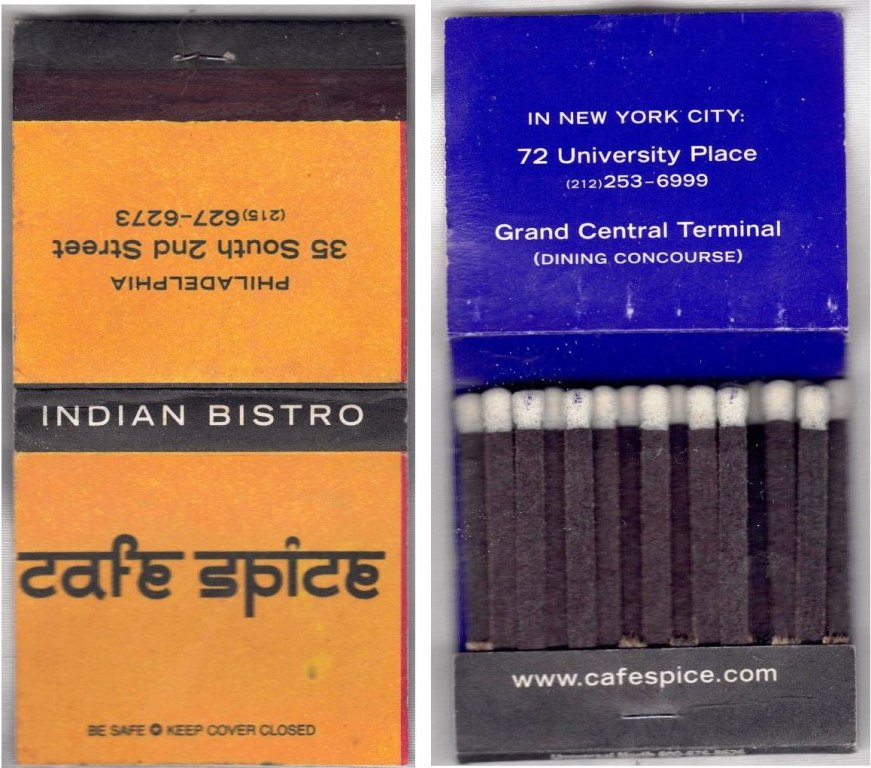 PHILADELPHIA
35 South 2nd Street
(215)627-6273
INDIAN BISTRO
cafe spice
BE SAFE KEEP COVER CLOSED
IN NEW YORK CITY:
72 University Place
(212)253-6999
Grand Central Terminal
(DINING CONCOURSE)
www.cafespice.com